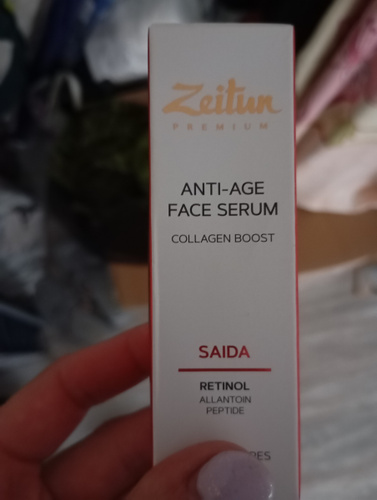 Zeitun
PREMIUM
ANTI-AGE
FACE SERUM
COLLAGEN BOOST
SAIDA
RETINOL
ALLANTOIN
PEPTIDE